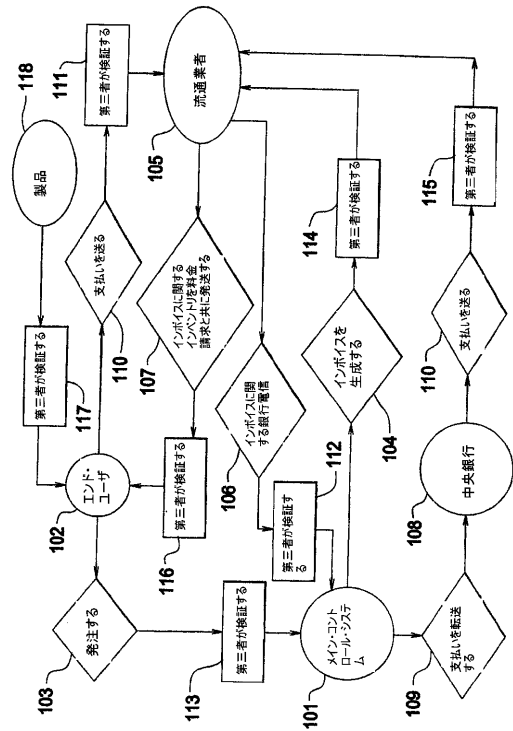 118
製品
111
第三者が検証する
流通業者
105
支払いを送る
110
第三者が検証する
117
エンド・
ユーザ
102
インボイスに関する
インベントリを料金
請求と共に発送する
107
第三者が検証する
116
インボイスに関
する銀行電信
106
第三者が検証す
る
112
発注する
103
第三者が検証する
113
メイン・コント
ロール・システ
ム
101
インボイスを
生成する
104
第三者が検証する
114
支払いを転送
する
109
中央銀行
108
支払いを送る
110
第三者が検証する
115